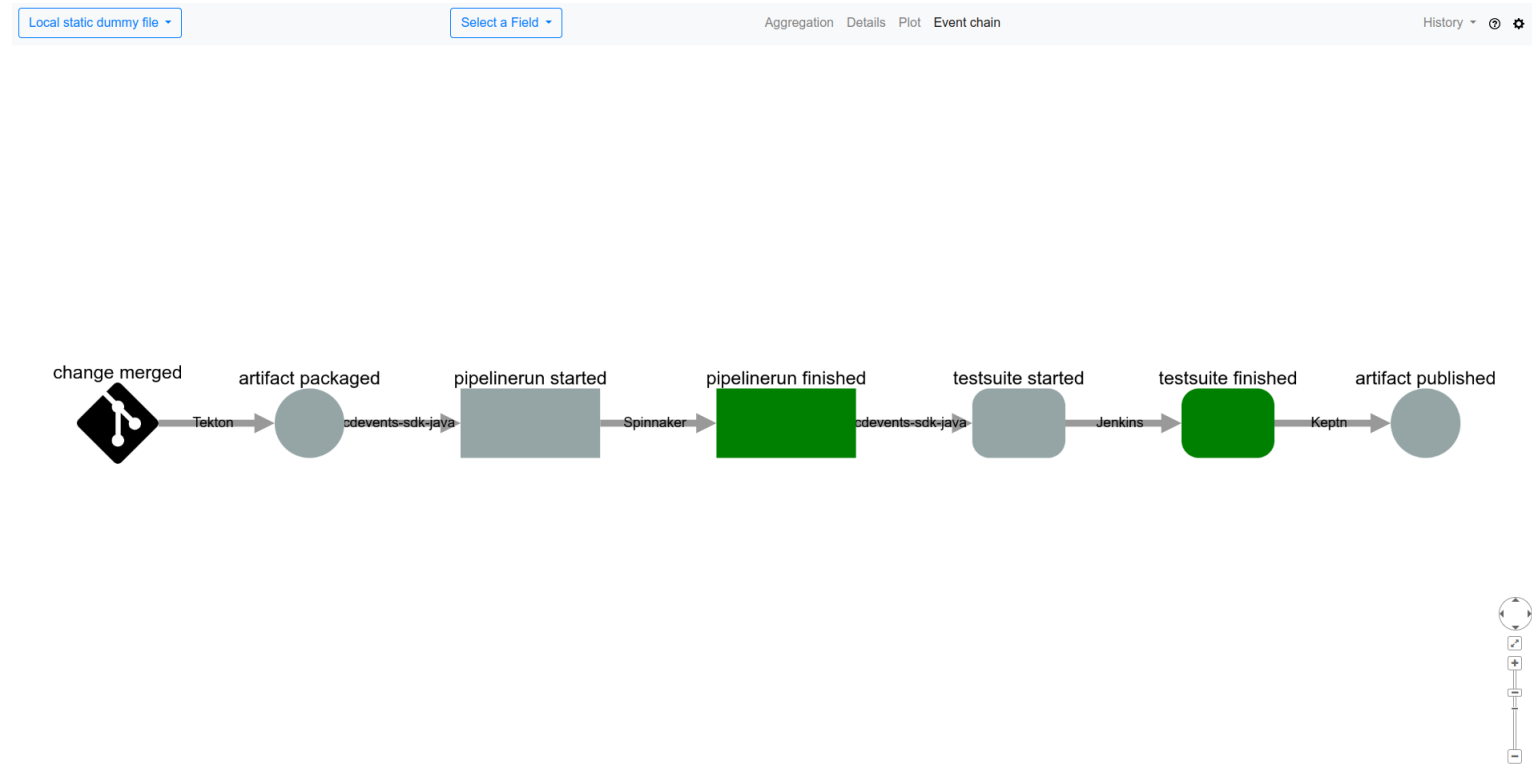 Local static dummy file
Select a Field
Aggregation Details Plot Event chain
History
change merged
artifact packaged
pipelinerun started
pipelinerun finished
testsuite started
testsuite finished
artifact published
Tekton
cdevents-sdk-java
Spinnaker
cdevents-sdk-java
Jenkins
Keptn